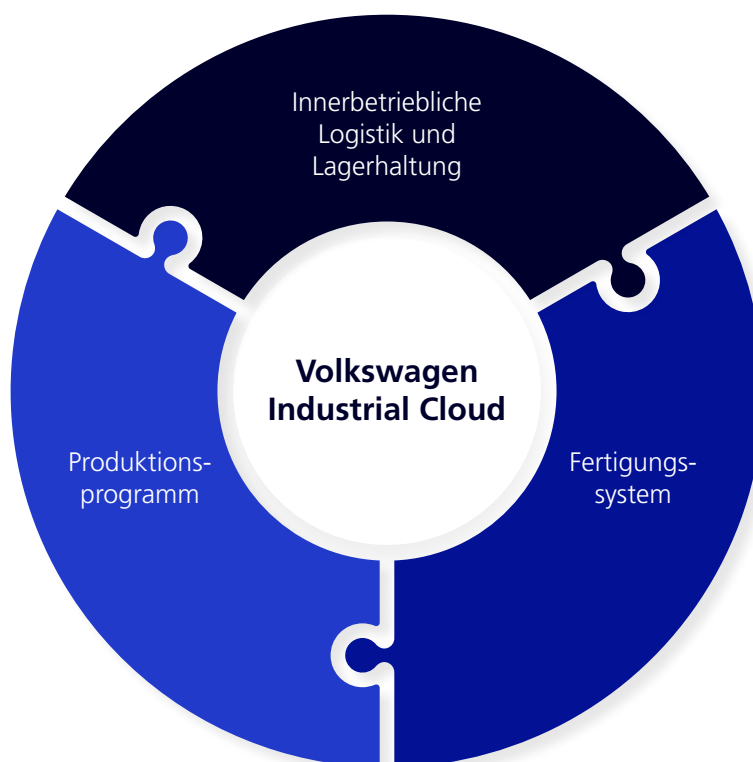 Innerbetriebliche
Logistik und
Lagerhaltung
Volkswagen
Industrial Cloud
Produktions-
programm
Fertigungs-
system